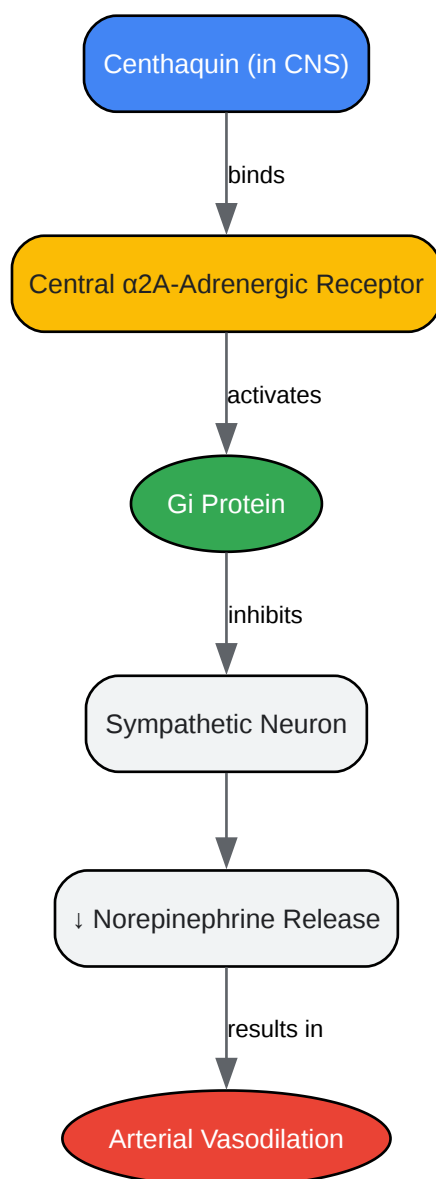 Centhaquin (in CNS)
binds
Central α2A-Adrenergic Receptor
activates
Gi Protein
inhibits
Sympathetic Neuron
↓ Norepinephrine Release
results in
Arterial Vasodilation